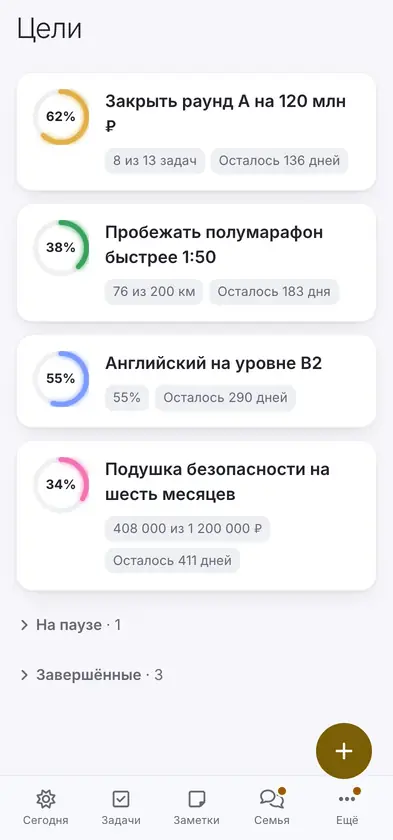 Цели
62%
Закрыть раунд А на 120 млн
₽
8 из 13 задач
Осталось 136 дней
38%
Пробежать полумарафон
быстрее 1:50
76 из 200 км
Осталось 183 дня
55%
Английский на уровне B2
55%
Осталось 290 дней
34%
Подушка безопасности на
шесть месяцев
408 000 из 1 200 000 ₽
Осталось 411 дней
На паузе · 1
Завершённые · 3
Сегодня
Задачи
Заметки
Семья
Ещё